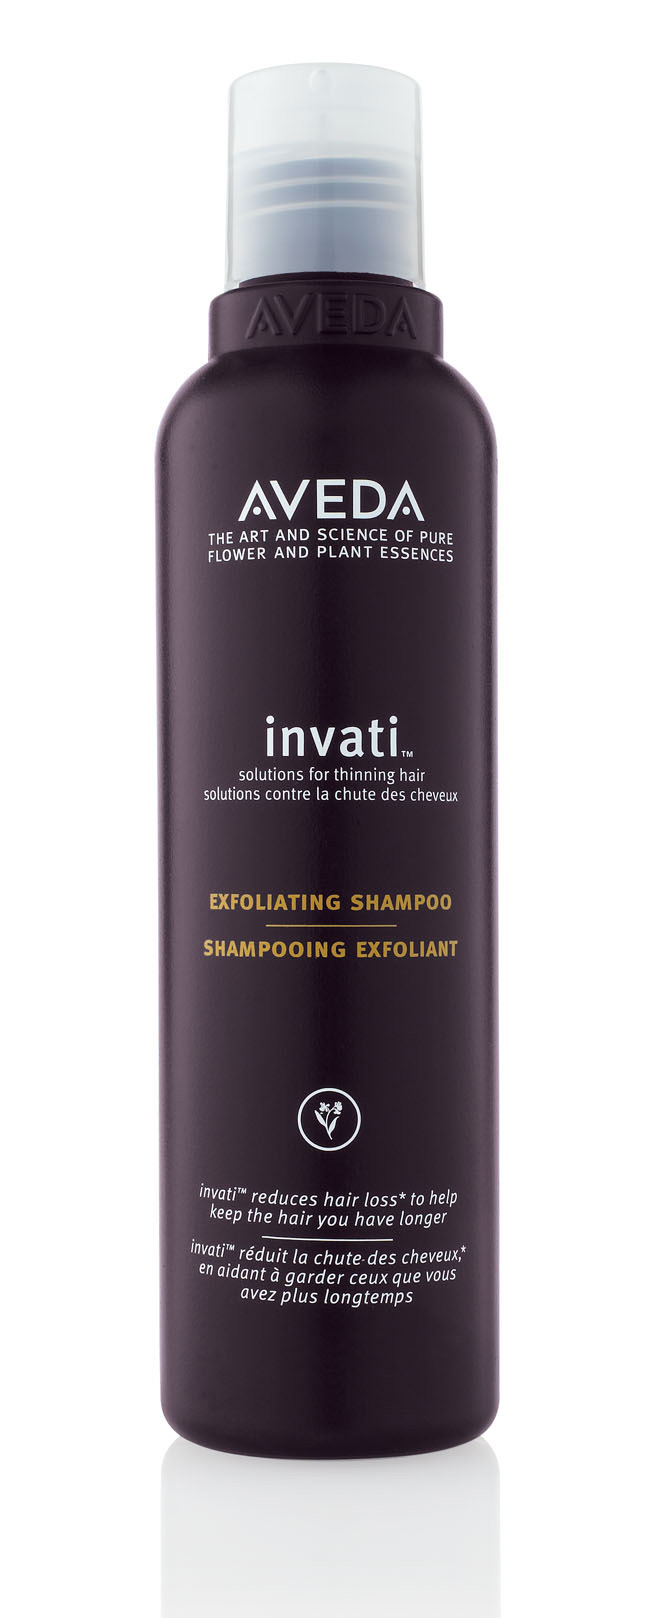 AVEDA
AVEDA
THE ART AND SCIENCE OF PURE
FLOWER AND PLANT ESSENCES
invati™
solutions for thinning hair
solutions contre la chute des cheveux
EXFOLIATING SHAMPOO
SHAMPOOING EXFOLIANT
invati™ reduces hair loss* to help
keep the hair you have longer
invati™ réduit la chute des cheveux,*
en aidant à garder ceux que vous
avez plus longtemps